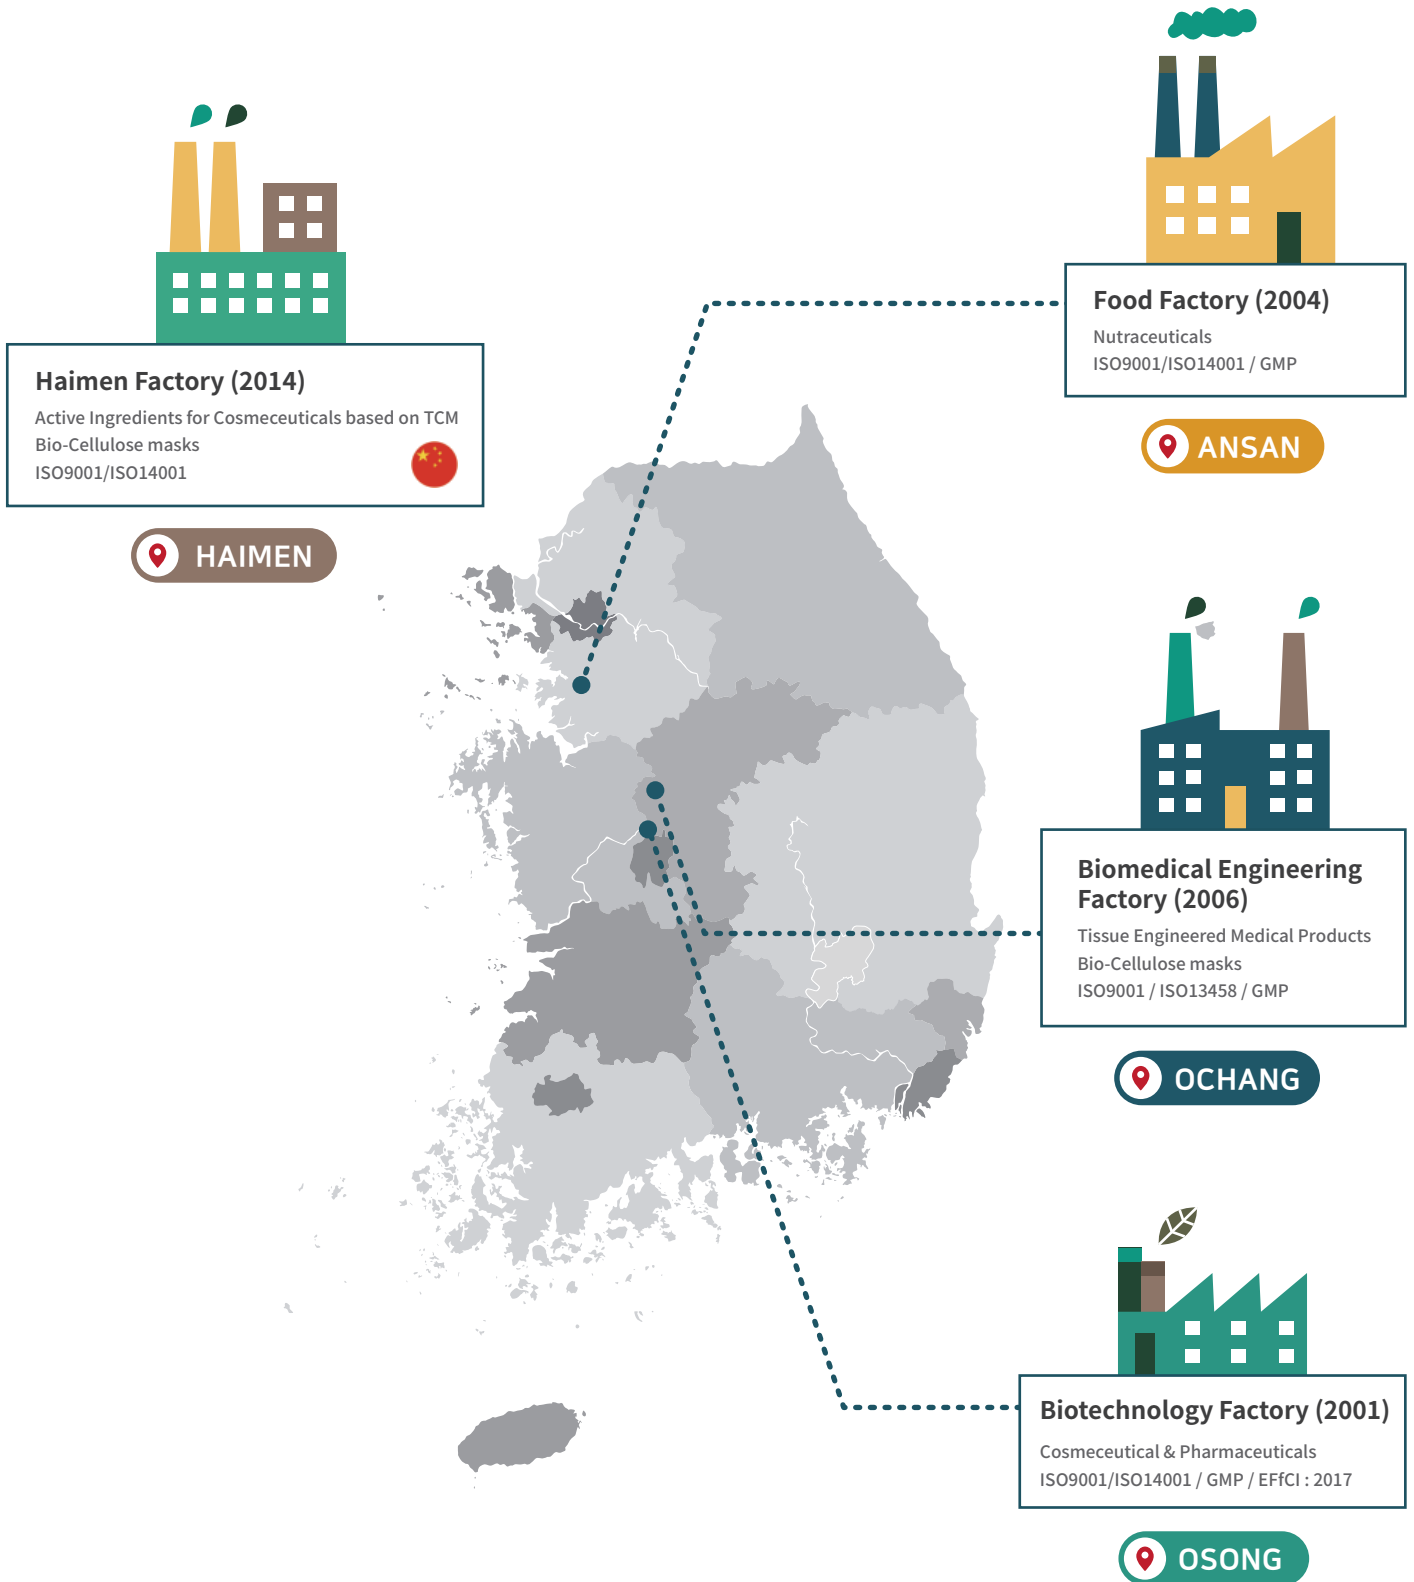 Haimen Factory (2014)
Active Ingredients for Cosmeceuticals based on TCM
Bio-Cellulose masks
ISO9001/ISO14001
HAIMEN
Food Factory (2004)
Nutraceuticals
ISO9001/ISO14001 / GMP
ANSAN
Biomedical Engineering
Factory (2006)
Tissue Engineered Medical Products
Bio-Cellulose masks
ISO9001 / ISO13458 / GMP
OCHANG
Biotechnology Factory (2001)
Cosmeceutical & Pharmaceuticals
ISO9001/ISO14001 / GMP / EFfCI : 2017
OSONG